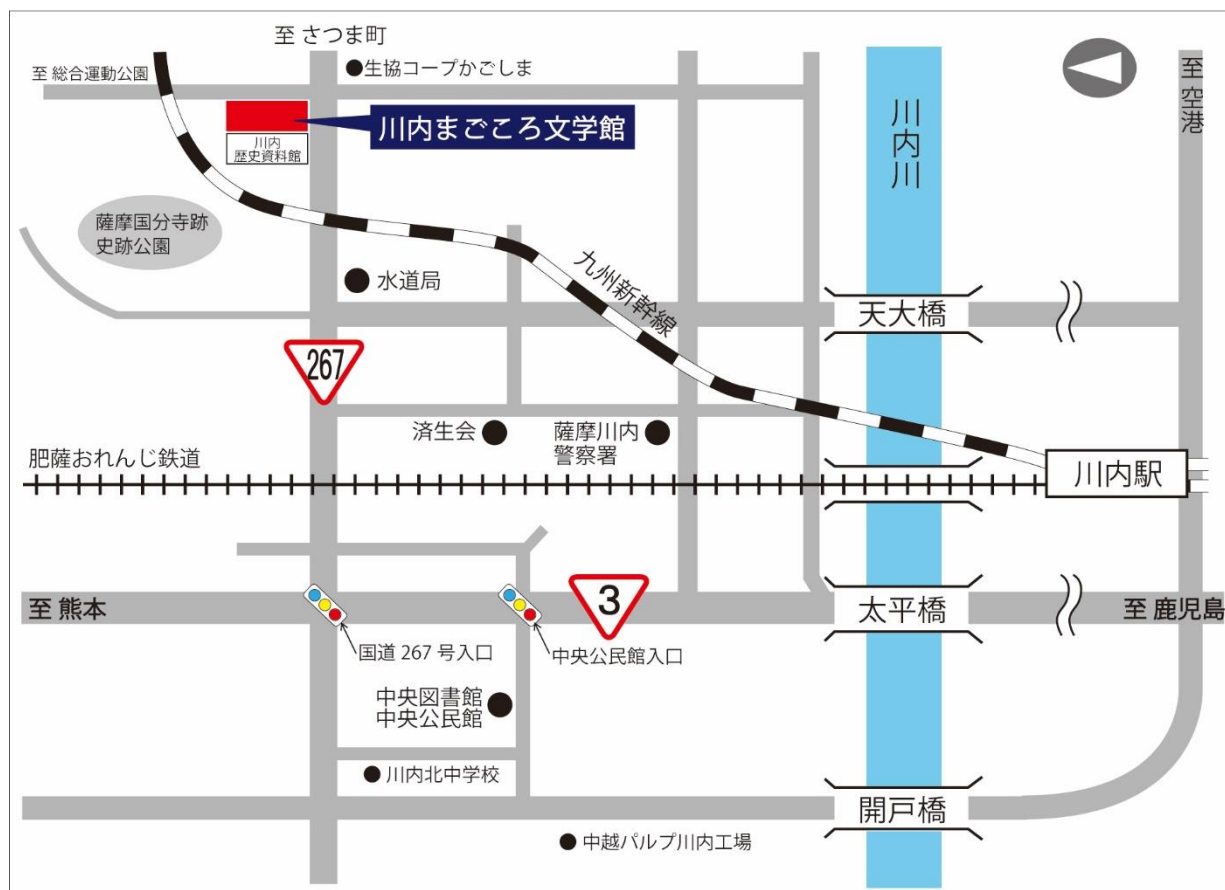 至 さつま町
生協コープかごしま
至 総合運動公園
川内まごころ文学館
川内
歴史資料館
川内川
至 空港
薩摩国分寺跡
史跡公園
水道局
九州新幹線
天大橋
267
済生会
薩摩川内
警察署
肥薩おれんじ鉄道
川内駅
至 熊本
3
太平橋
至 鹿児島
国道 267 号入口
中央公民館入口
中央図書館
中央公民館
川内北中学校
開戸橋
中越パルプ川内工場